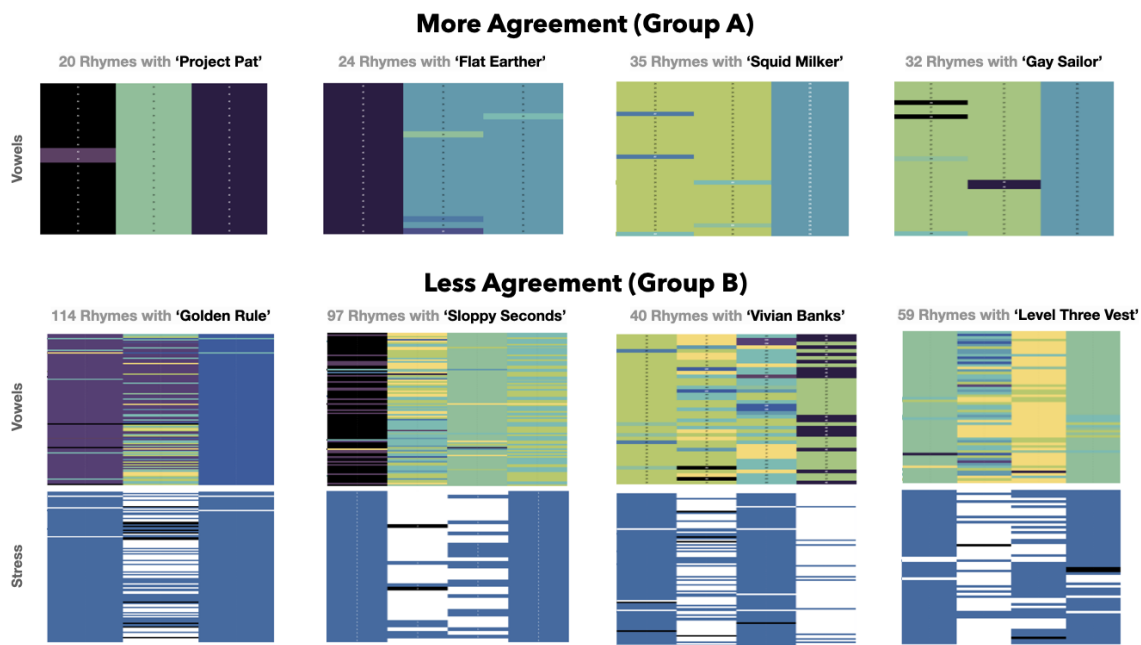 More Agreement (Group A)
20 Rhymes with ‘Project Pat’
24 Rhymes with ‘Flat Earther’
35 Rhymes with ‘Squid Milker’
32 Rhymes with ‘Gay Sailor’
Vowels
Less Agreement (Group B)
114 Rhymes with ‘Golden Rule’
97 Rhymes with ‘Sloppy Seconds’
40 Rhymes with ‘Vivian Banks’
59 Rhymes with ‘Level Three Vest’
Vowels
Stress